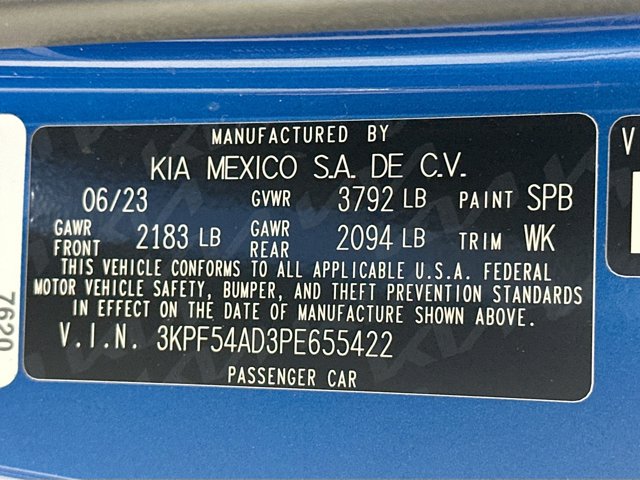 MANUFACTURED BY
KIA MEXICO S.A. DE C.V.
06/23 GVWR 3792 LB PAINT SPB
GAWR FRONT 2183 LB GAWR REAR 2094 LB TRIM WK
THIS VEHICLE CONFORMS TO ALL APPLICABLE U.S.A. FEDERAL
MOTOR VEHICLE SAFETY, BUMPER, AND THEFT PREVENTION STANDARDS
IN EFFECT ON THE DATE OF MANUFACTURE SHOWN ABOVE.
V.I.N. 3KPF54AD3PE655422
PASSENGER CAR
7620
V